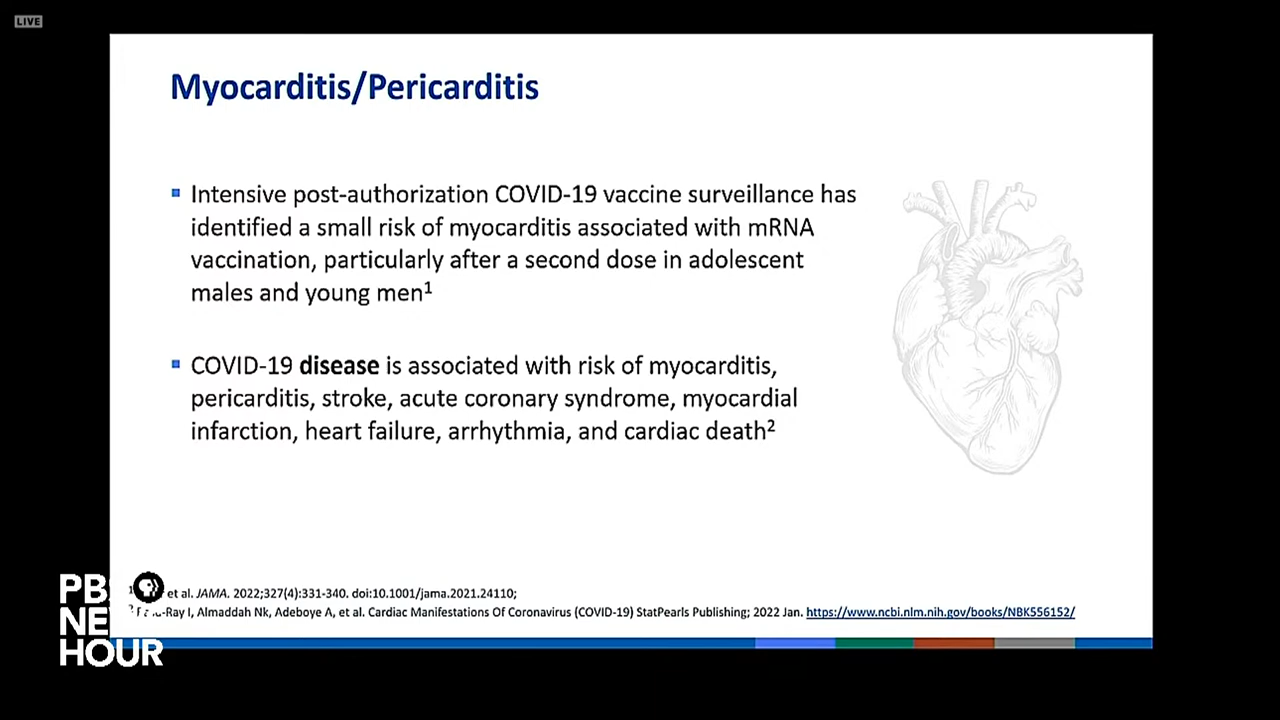 LIVE
Myocarditis/Pericarditis
Intensive post-authorization COVID-19 vaccine surveillance has
identified a small risk of myocarditis associated with mRNA
vaccination, particularly after a second dose in adolescent
males and young men1
COVID-19 disease is associated with risk of myocarditis,
pericarditis, stroke, acute coronary syndrome, myocardial
infarction, heart failure, arrhythmia, and cardiac death2
et al. JAMA. 2022;327(4):331-340. doi:10.1001/jama.2021.24110;
I, Almaddah Nk, Adeboye A, et al. Cardiac Manifestations Of Coronavirus (COVID-19) StatPearls Publishing; 2022 Jan. https://www.ncbi.nlm.nih.gov/books/NBK556152/
PBS
NEWS
HOUR